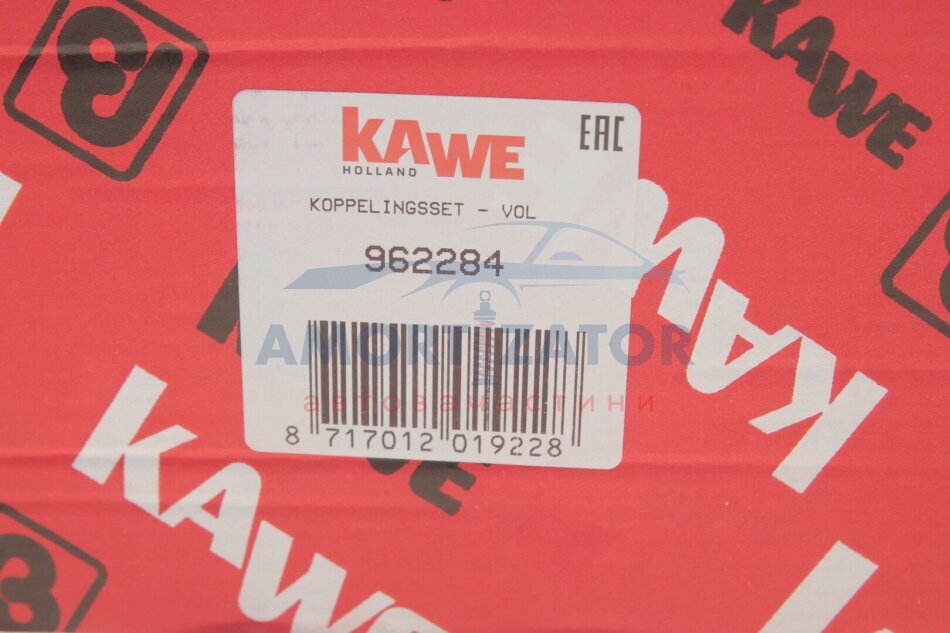 KAWE
KAWE
HOLLAND
EAC
KOPPELINGSSET - VOL
962284
AMORTIZATOR
автозапчастини
8 717012 019228
KAWE
KAWE